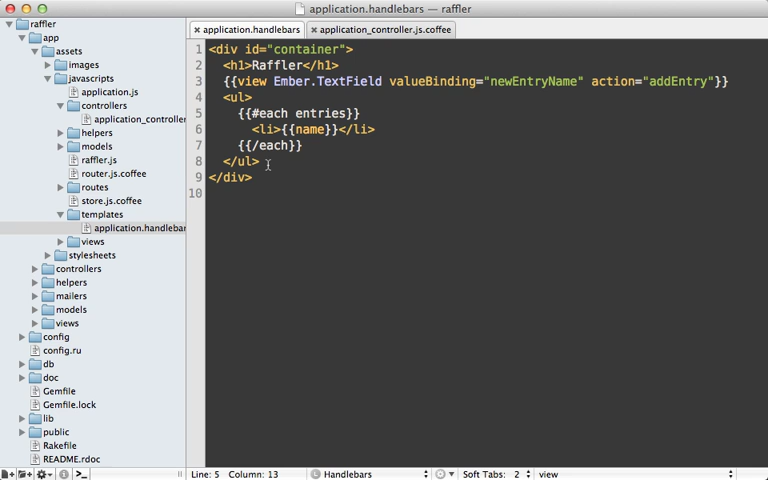 application.handlebars — raffler
raffler
app
assets
images
javascripts
application.js
controllers
application_controller
helpers
models
raffler.js
router.js.coffee
routes
store.js.coffee
templates
application.handlebar
views
stylesheets
controllers
helpers
mailers
models
views
config
config.ru
db
doc
Gemfile
Gemfile.lock
lib
public
Rakefile
README.rdoc
× application.handlebars
× application_controller.js.coffee
1 <div id="container">
2 <h1>Raffler</h1>
3 {{view Ember.TextField valueBinding="newEntryName" action="addEntry"}}
4 <ul>
5 {{#each entries}}
6 <li>{{name}}</li>
7 {{/each}}
8 </ul>
9 </div>
10
Line: 5 Column: 13
L Handlebars
Soft Tabs: 2
view